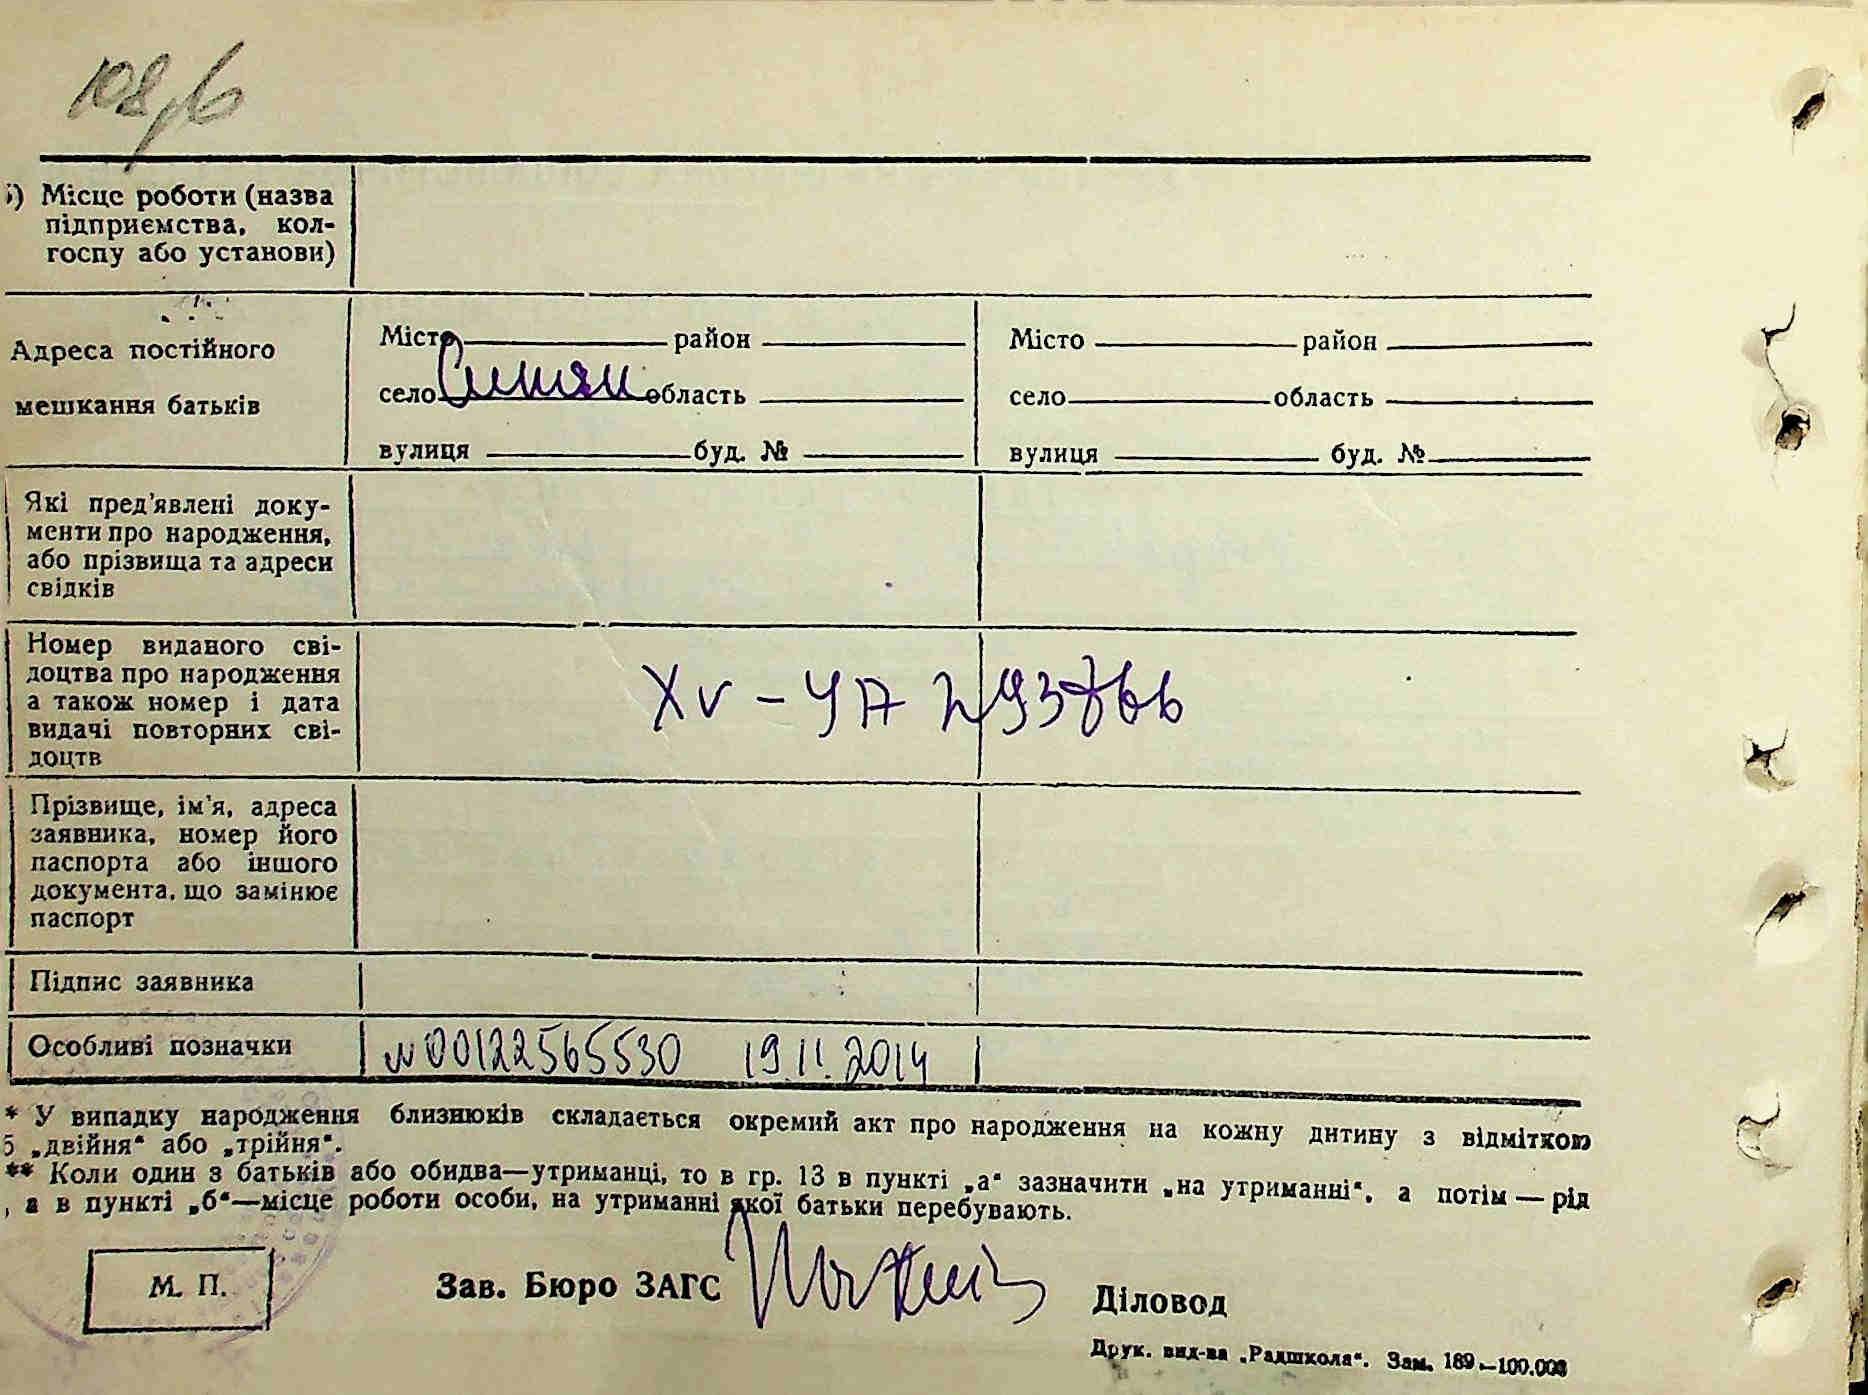 108
б) Місце роботи (назва
підприємства, кол-
госпу або установи)
Адреса постійного
мешкання батьків
Місто район
село область
вулиця буд. №
Місто район
село область
вулиця буд. №
Які пред'явлені доку-
менти про народження,
або прізвища та адреси
свідків
Номер виданого сві-
доцтва про народження
а також номер і дата
видачі повторних сві-
доцтв
XV – УА 293766
Прізвище, ім'я, адреса
заявника, номер його
паспорта або іншого
документа, що замінює
паспорт
Підпис заявника
Особливі позначки
№00122565530 19.11.2014
* У випадку народження близнюків складається окремий акт про народження на кожну дитину з відміткою
5 „двійня“ або „трійня“.
** Коли один з батьків або обидва—утриманці, то в гр. 13 в пункті „а“ зазначити „на утриманні“, а потім — рід
, а в пункті „б“—місце роботи особи, на утриманні якої батьки перебувають.
М. П.
Зав. Бюро ЗАГС
Діловод
Друк. вид-ва „Радшкола“. Зам. 189.—100.000